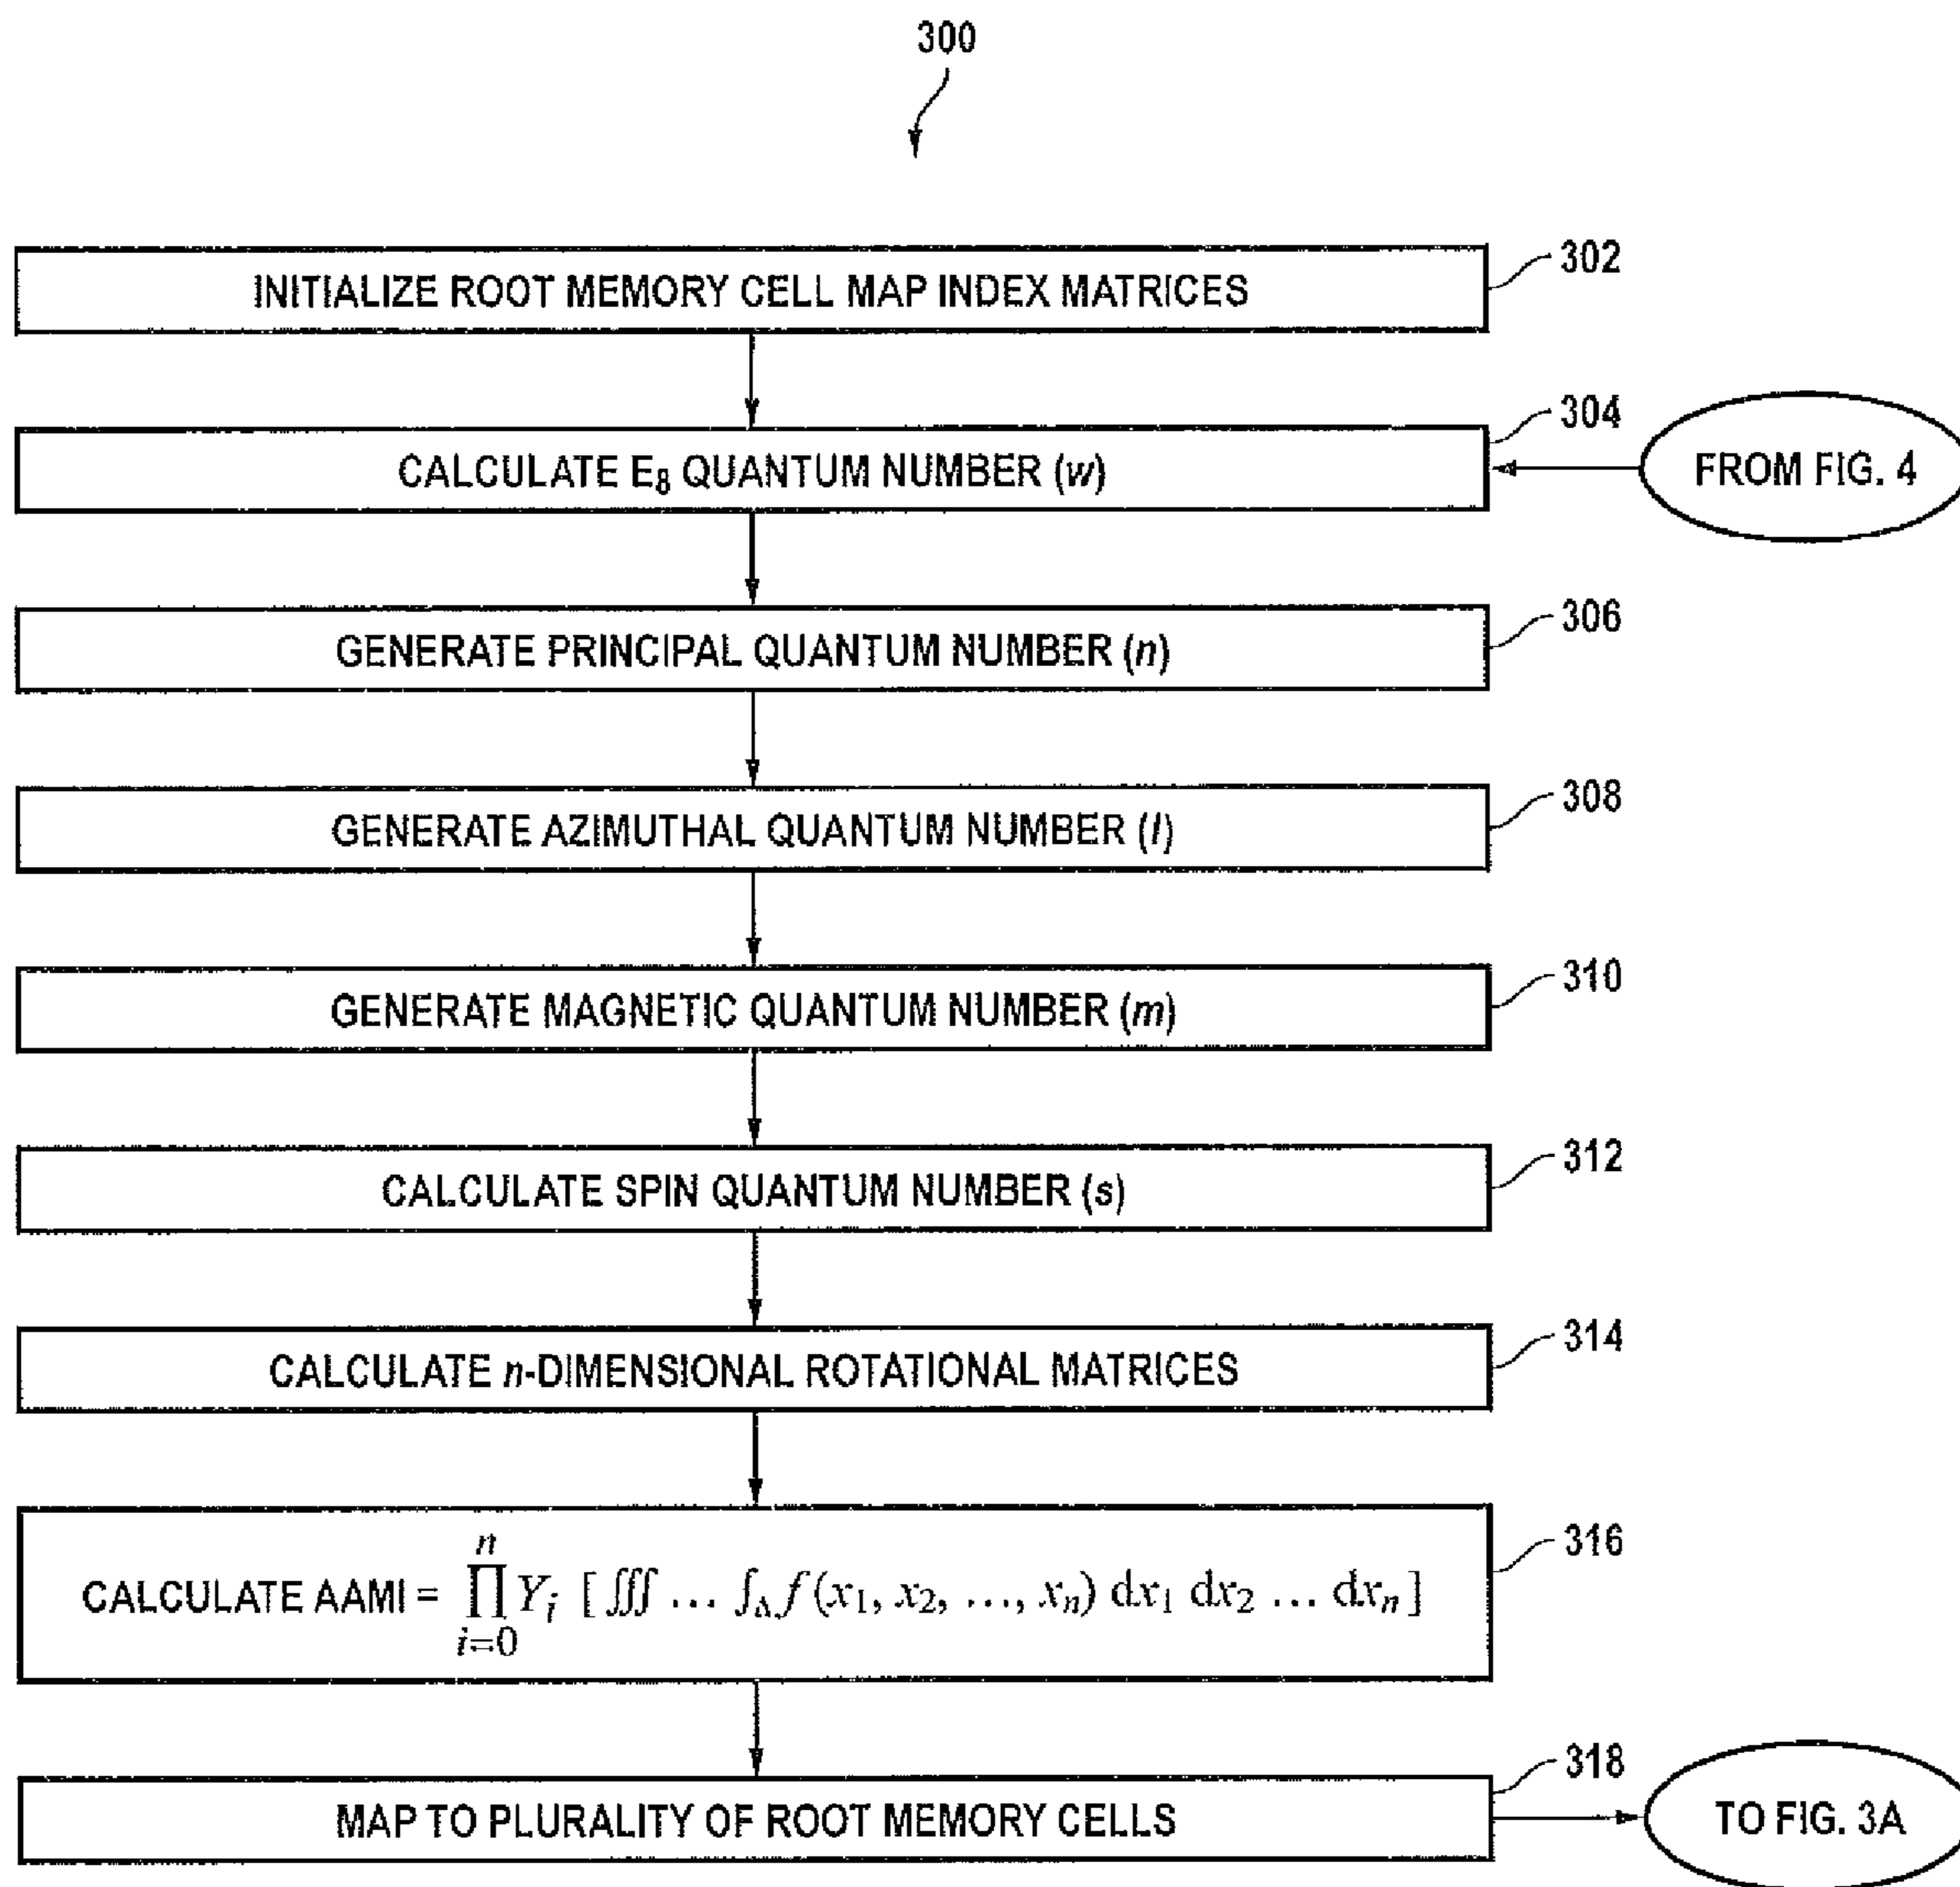 300
INITIALIZE ROOT MEMORY CELL MAP INDEX MATRICES
302
CALCULATE E₈ QUANTUM NUMBER (w)
304
FROM FIG. 4
GENERATE PRINCIPAL QUANTUM NUMBER (n)
306
GENERATE AZIMUTHAL QUANTUM NUMBER (l)
308
GENERATE MAGNETIC QUANTUM NUMBER (m)
310
CALCULATE SPIN QUANTUM NUMBER (s)
312
CALCULATE n-DIMENSIONAL ROTATIONAL MATRICES
314
CALCULATE AAMI = ∏ⁿᵢ₌₀ Yᵢ [ ∭ … ∫_Δ f (x₁, x₂, …, xₙ) dx₁ dx₂ … dxₙ ]
316
MAP TO PLURALITY OF ROOT MEMORY CELLS
318
TO FIG. 3A